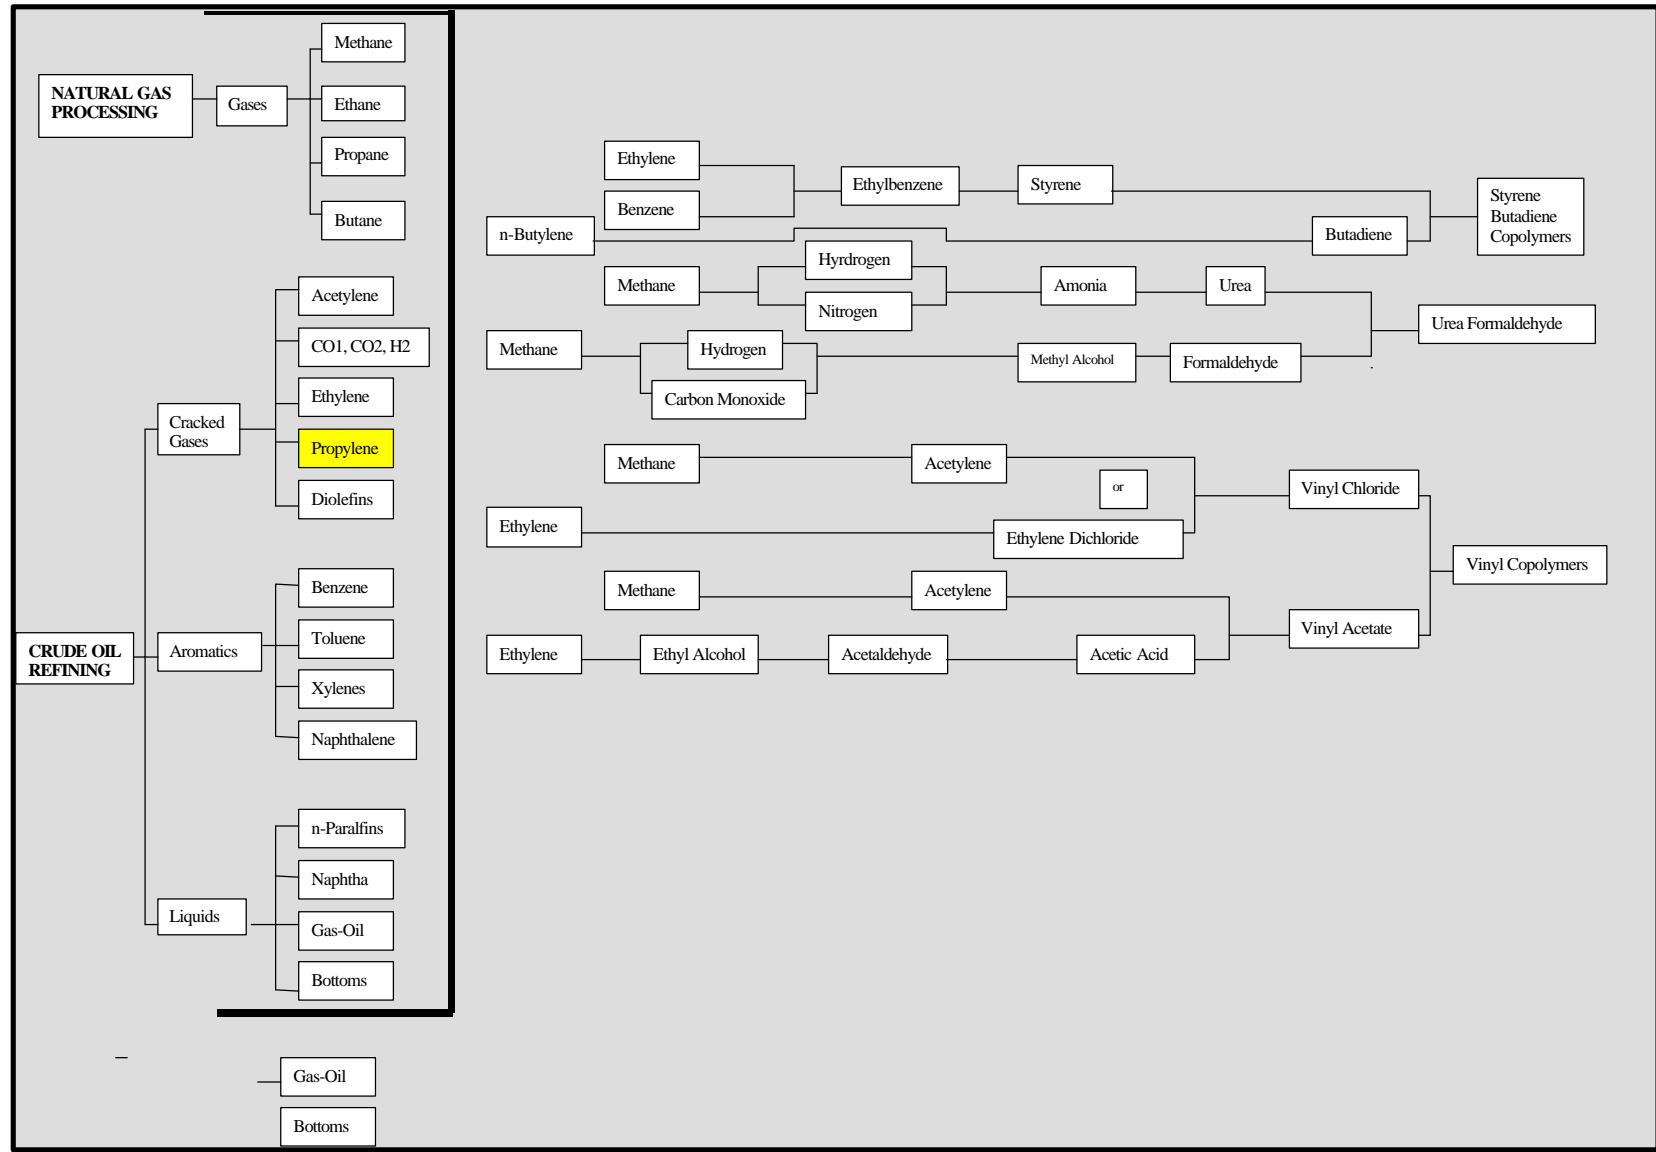 NATURAL GAS
PROCESSING
Gases
Methane
Ethane
Propane
Butane
CRUDE OIL
REFINING
Cracked
Gases
Acetylene
CO1, CO2, H2
Ethylene
Propylene
Diolefins
Aromatics
Benzene
Toluene
Xylenes
Naphthalene
Liquids
n-Paralfins
Naphtha
Gas-Oil
Bottoms
Gas-Oil
Bottoms
Ethylene
Benzene
Ethylbenzene
Styrene
n-Butylene
Butadiene
Styrene
Butadiene
Copolymers
Methane
Hyrdrogen
Nitrogen
Amonia
Urea
Methane
Hydrogen
Carbon Monoxide
Methyl Alcohol
Formaldehyde
Urea Formaldehyde
Methane
Acetylene
or
Ethylene
Ethylene Dichloride
Vinyl Chloride
Methane
Acetylene
Ethylene
Ethyl Alcohol
Acetaldehyde
Acetic Acid
Vinyl Acetate
Vinyl Copolymers